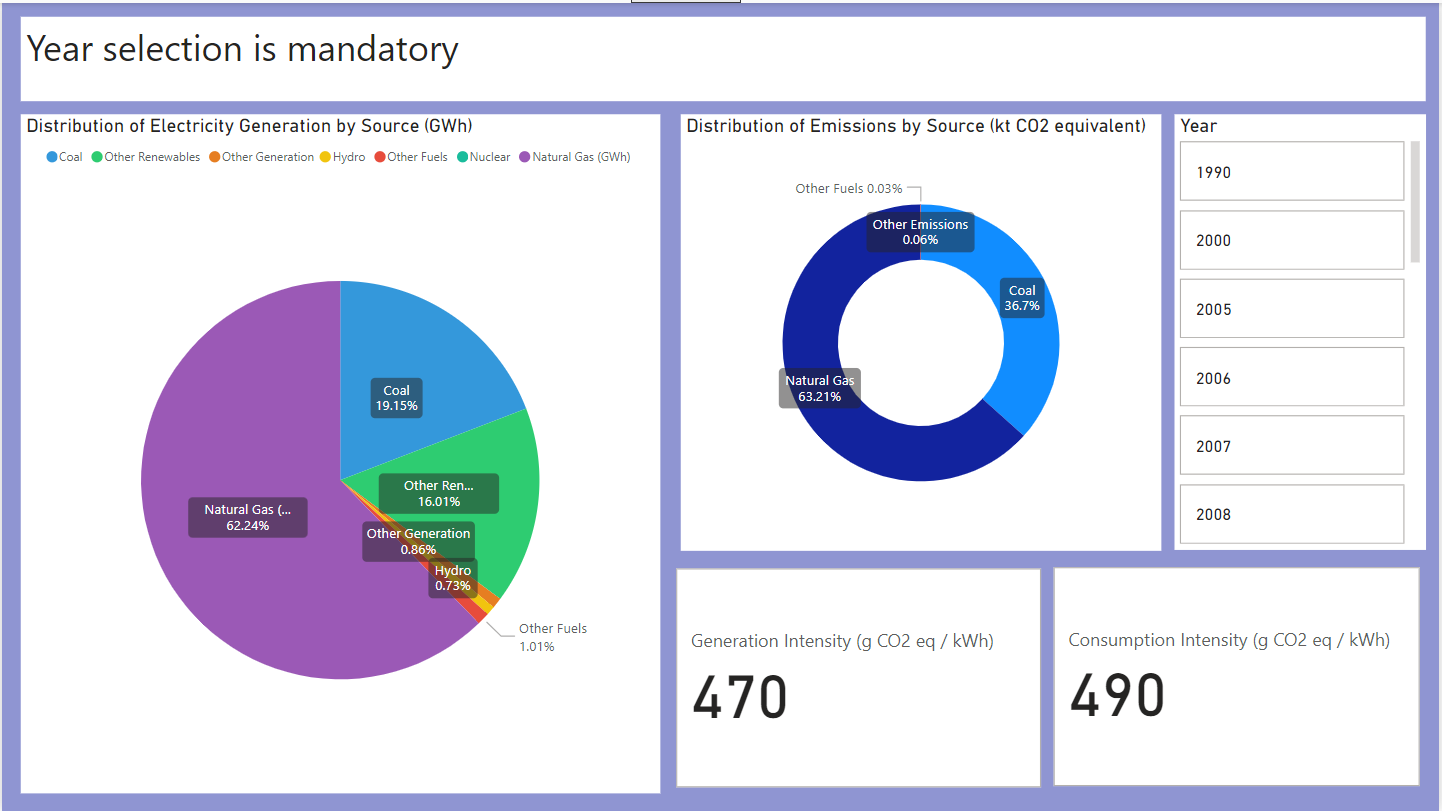 Year selection is mandatory
Distribution of Electricity Generation by Source (GWh)
Coal Other Renewables Other Generation Hydro Other Fuels Nuclear Natural Gas (GWh)
Coal
19.15%
Other Ren...
16.01%
Natural Gas (...
62.24%
Other Generation
0.86%
Hydro
0.73%
Other Fuels
1.01%
Distribution of Emissions by Source (kt CO2 equivalent)
Other Fuels 0.03%
Other Emissions
0.06%
Coal
36.7%
Natural Gas
63.21%
Year
1990
2000
2005
2006
2007
2008
Generation Intensity (g CO2 eq / kWh)
470
Consumption Intensity (g CO2 eq / kWh)
490